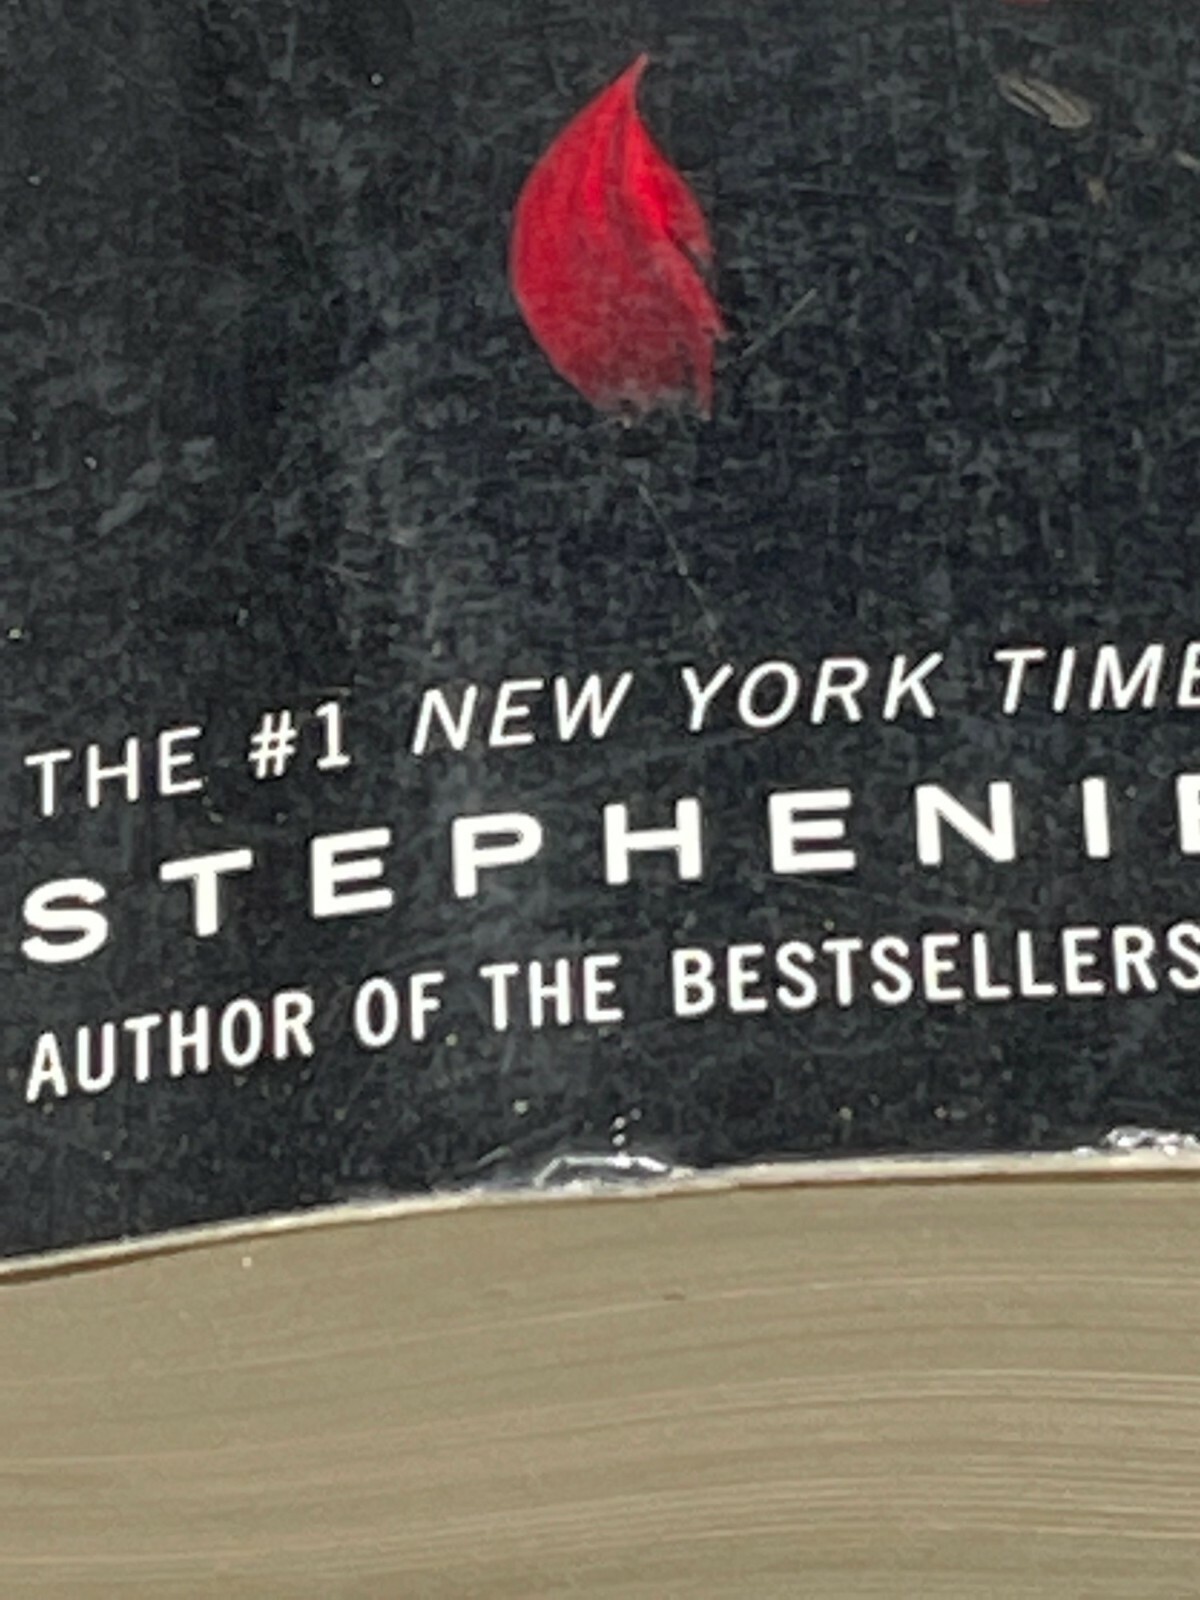 THE #1 NEW YORK TIME
STEPHENI
AUTHOR OF THE BESTSELLERS